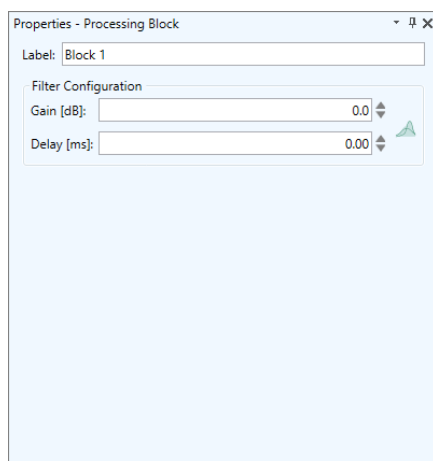 Properties - Processing Block
Label: Block 1
Filter Configuration
Gain [dB]: 0.0
Delay [ms]: 0.00